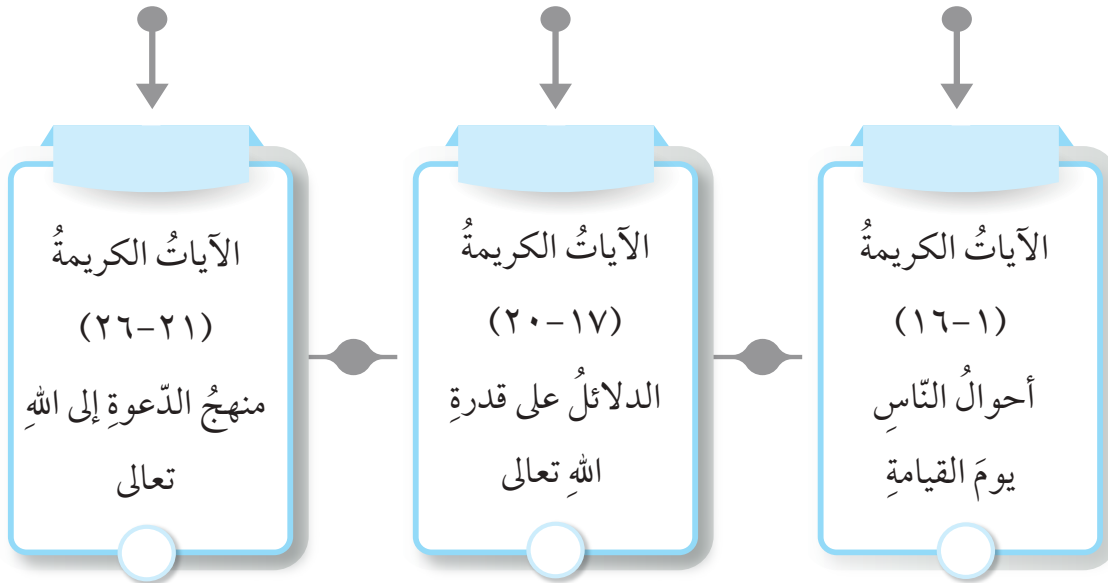 الآياتُ الكريمةُ
(١-١٦)
أحوالُ النّاسِ
يومَ القيامةِ
الآياتُ الكريمةُ
(١٧-٢٠)
الدلائلُ على قدرةِ
اللهِ تعالى
الآياتُ الكريمةُ
(٢١-٢٦)
منهجُ الدّعوةِ إلى اللهِ
تعالى